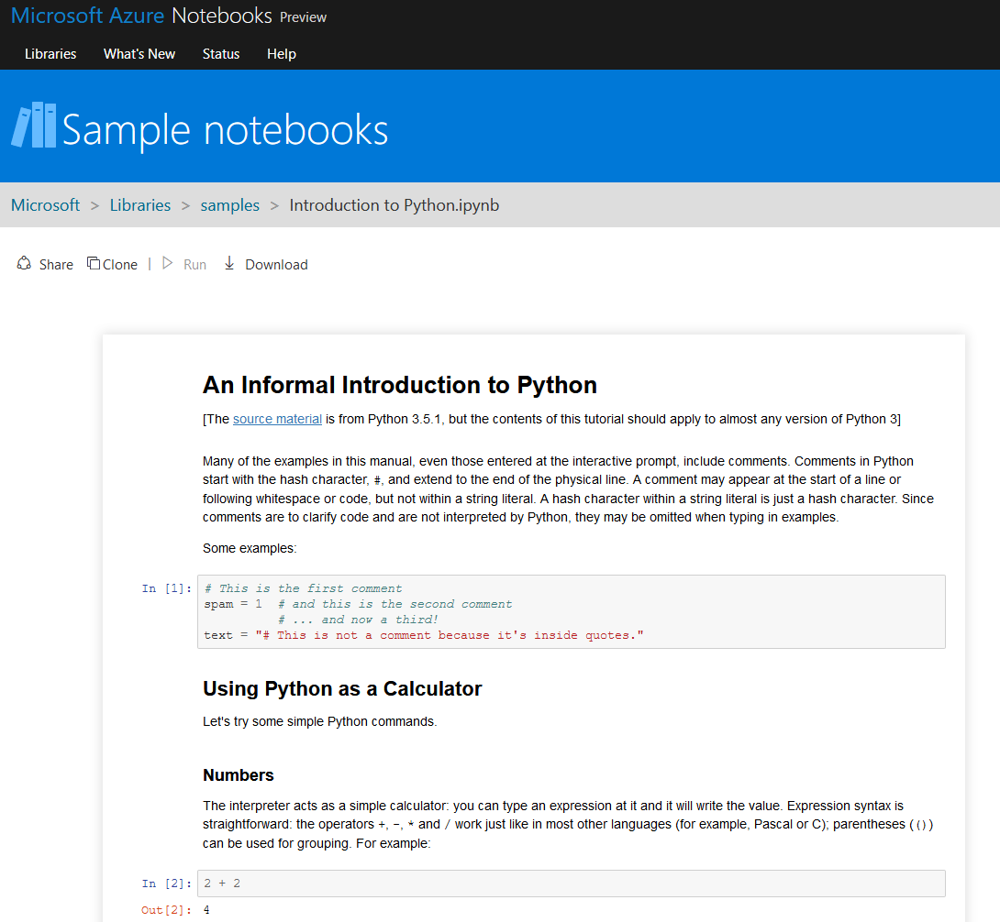 Microsoft Azure Notebooks Preview
Libraries What's New Status Help
Sample notebooks
Microsoft > Libraries > samples > Introduction to Python.ipynb
Share Clone | Run Download
An Informal Introduction to Python
[The source material is from Python 3.5.1, but the contents of this tutorial should apply to almost any version of Python 3]
Many of the examples in this manual, even those entered at the interactive prompt, include comments. Comments in Python
start with the hash character, #, and extend to the end of the physical line. A comment may appear at the start of a line or
following whitespace or code, but not within a string literal. A hash character within a string literal is just a hash character. Since
comments are to clarify code and are not interpreted by Python, they may be omitted when typing in examples.
Some examples:
In [1]: # This is the first comment
spam = 1  # and this is the second comment
          # ... and now a third!
text = "# This is not a comment because it's inside quotes."
Using Python as a Calculator
Let's try some simple Python commands.
Numbers
The interpreter acts as a simple calculator: you can type an expression at it and it will write the value. Expression syntax is
straightforward: the operators +, -, * and / work just like in most other languages (for example, Pascal or C); parentheses (())
can be used for grouping. For example:
In [2]: 2 + 2
Out[2]: 4